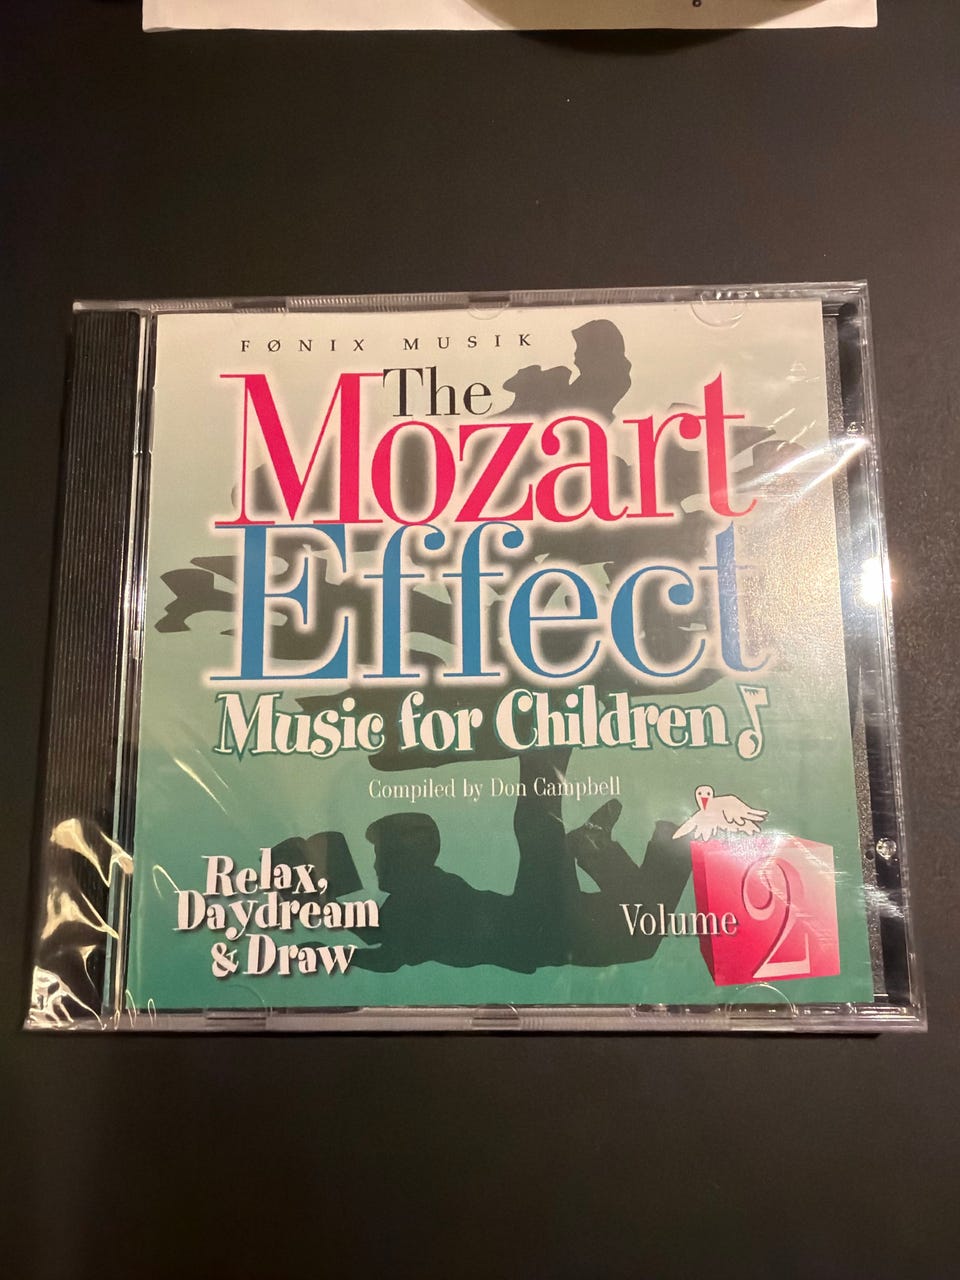 FØNIX MUSIK
The
Mozart
Effect
Music for Children
Compiled by Don Campbell
Relax,
Daydream
& Draw
Volume 2